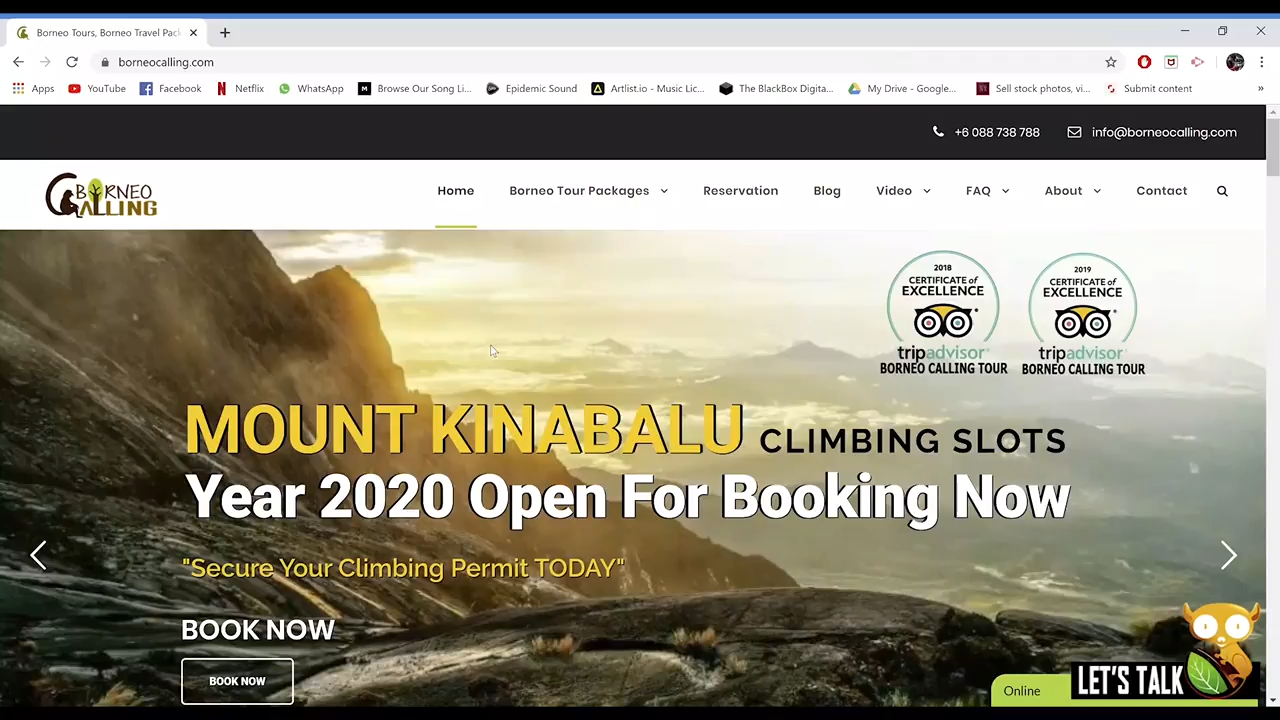 Borneo Tours, Borneo Travel Pac
borneocalling.com
Apps YouTube Facebook Netflix WhatsApp Browse Our Song Li... Epidemic Sound Artlist.io - Music Lic... The BlackBox Digita... My Drive - Google... Sell stock photos, vi... Submit content
+6 088 738 788 info@borneocalling.com
BORNEO
CALLING
Home Borneo Tour Packages Reservation Blog Video FAQ About Contact
2018
CERTIFICATE of
EXCELLENCE
tripadvisor®
BORNEO CALLING TOUR
2019
CERTIFICATE of
EXCELLENCE
tripadvisor®
BORNEO CALLING TOUR
MOUNT KINABALU CLIMBING SLOTS
Year 2020 Open For Booking Now
"Secure Your Climbing Permit TODAY"
BOOK NOW
BOOK NOW
Online
LET'S TALK